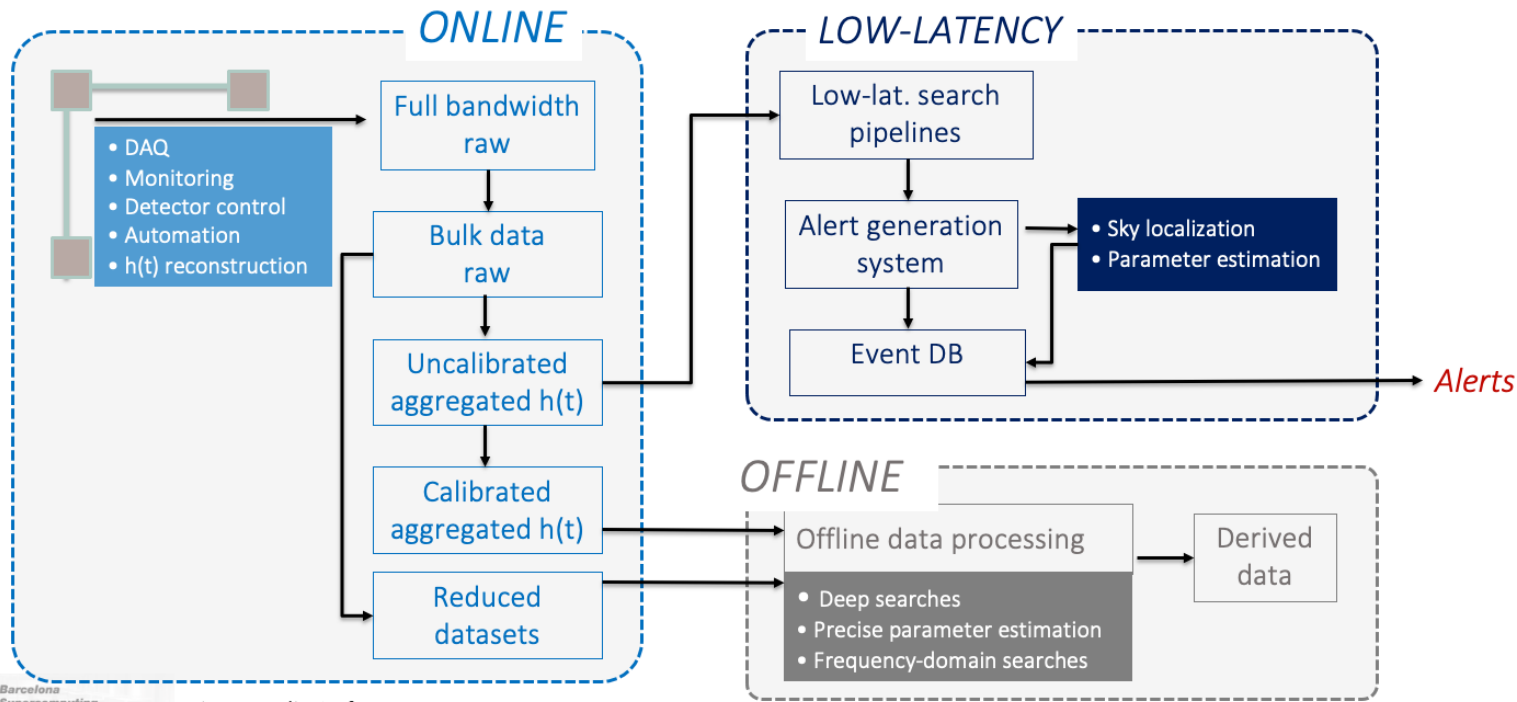 ONLINE
Full bandwidth
raw
• DAQ
• Monitoring
• Detector control
• Automation
• h(t) reconstruction
Bulk data
raw
Uncalibrated
aggregated h(t)
Calibrated
aggregated h(t)
Reduced
datasets
LOW-LATENCY
Low-lat. search
pipelines
Alert generation
system
• Sky localization
• Parameter estimation
Event DB
Alerts
OFFLINE
Offline data processing
• Deep searches
• Precise parameter estimation
• Frequency-domain searches
Derived
data
Barcelona